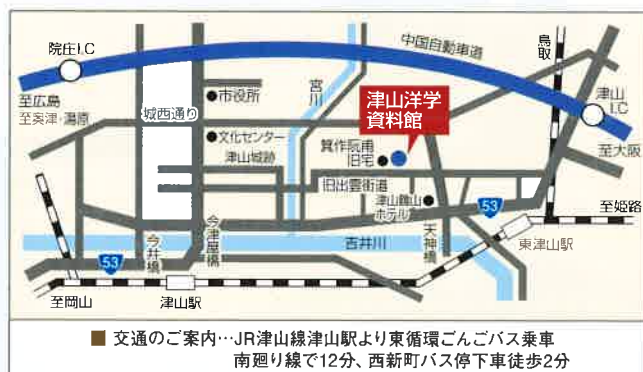 院庄I.C
中国自動車道
鳥取
至広島
至奥津・湯原
城西通り
市役所
宮川
津山洋学
資料館
津山
I.C
至大阪
文化センター
津山城跡
箕作阮甫
旧宅
旧出雲街道
津山鶴山
ホテル
53
至姫路
今井橋
今津屋橋
吉井川
天神橋
東津山駅
53
至岡山
津山駅
■ 交通のご案内…JR津山線津山駅より東循環ごんごバス乗車
南廻り線で12分、西新町バス停下車徒歩2分